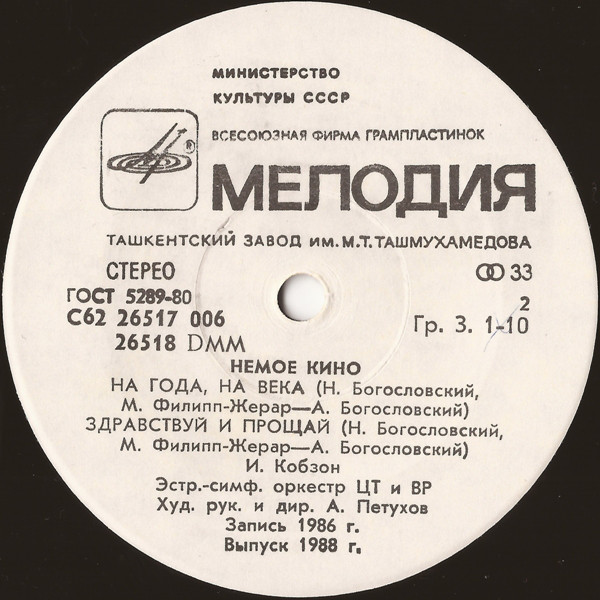 МИНИСТЕРСТВО
КУЛЬТУРЫ СССР
ВСЕСОЮЗНАЯ ФИРМА ГРАМПЛАСТИНОК
®
МЕЛОДИЯ
ТАШКЕНТСКИЙ ЗАВОД ИМ. М.Т. ТАШМУХАМЕДОВА
СТЕРЕО 33
ГОСТ 5289-80 2
С62 26517 006 Гр. 3. 1-10
26518 DMM
НЕМОЕ КИНО
НА ГОДА, НА ВЕКА (Н. Богословский,
М. Филипп-Жерар—А. Богословский)
ЗДРАВСТВУЙ И ПРОЩАЙ (Н. Богословский,
М. Филипп-Жерар—А. Богословский)
И. Кобзон
Эстр.-симф. оркестр ЦТ и ВР
Худ. рук. и дир. А. Петухов
Запись 1986 г.
Выпуск 1988 г.